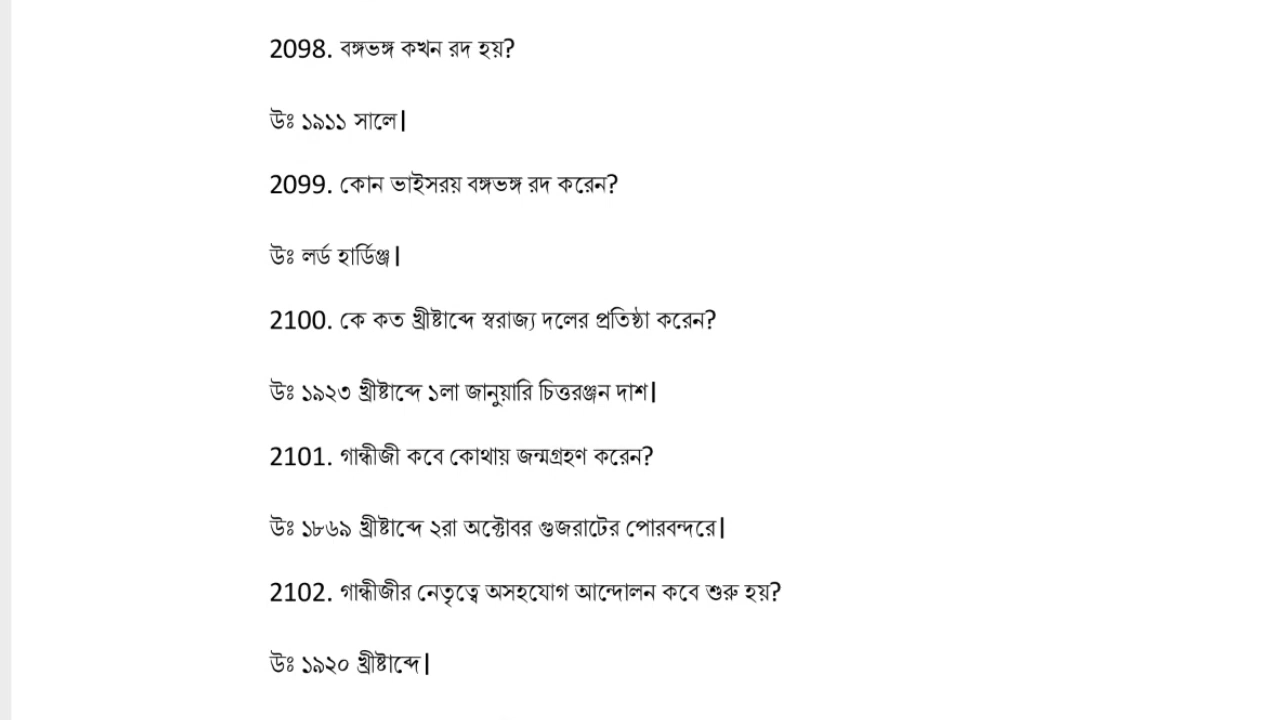 2098. বঙ্গভঙ্গ কখন রদ হয়?
উঃ ১৯১১ সালে|
2099. কোন ভাইসরয় বঙ্গভঙ্গ রদ করেন?
উঃ লর্ড হার্ডিঞ্জ|
2100. কে কত খ্রীষ্টাব্দে স্বরাজ্য দলের প্রতিষ্ঠা করেন?
উঃ ১৯২৩ খ্রীষ্টাব্দে ১লা জানুয়ারি চিত্তরঞ্জন দাশ|
2101. গান্ধীজী কবে কোথায় জন্মগ্রহণ করেন?
উঃ ১৮৬৯ খ্রীষ্টাব্দে ২রা অক্টোবর গুজরাটের পোরবন্দরে|
2102. গান্ধীজীর নেতৃত্বে অসহযোগ আন্দোলন কবে শুরু হয়?
উঃ ১৯২০ খ্রীষ্টাব্দে|